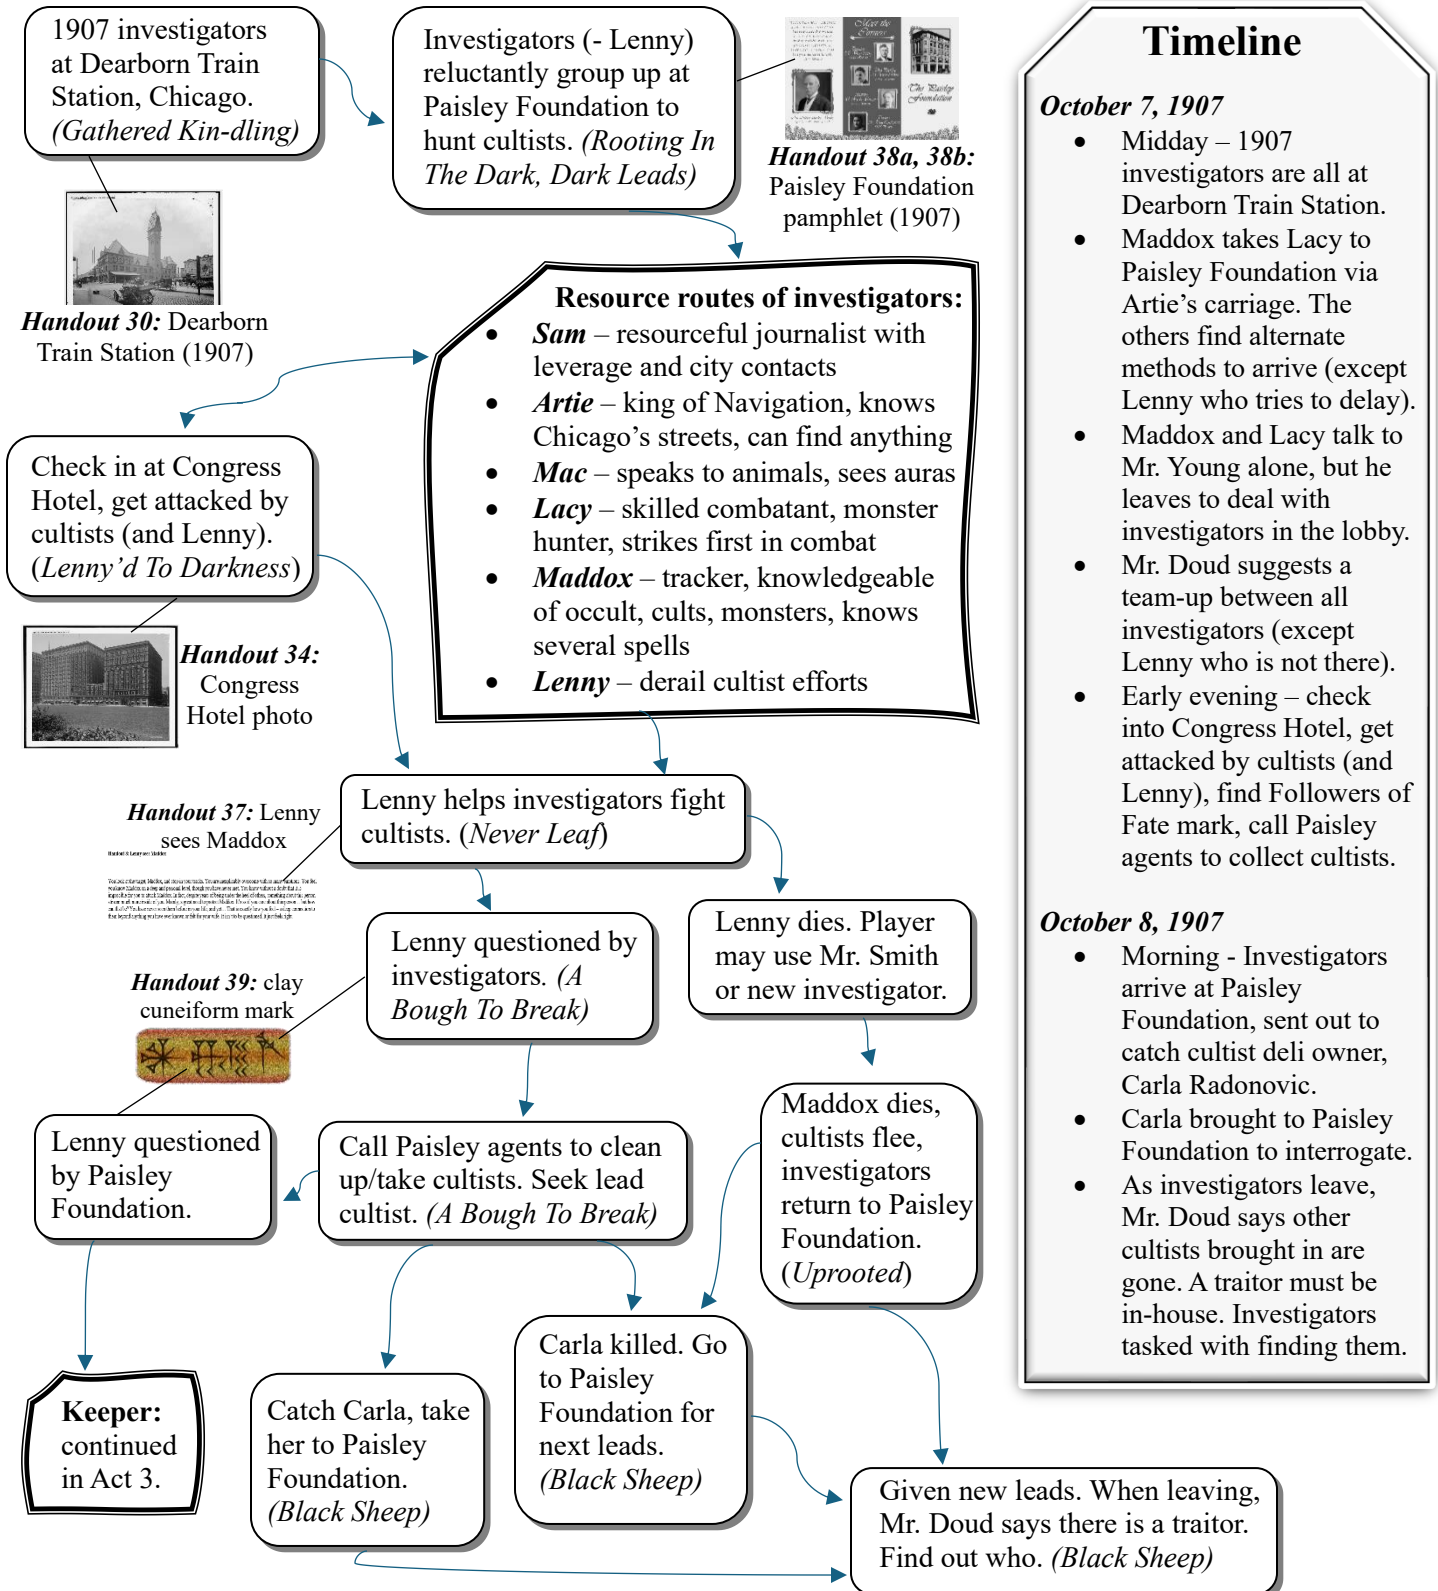 1907 investigators
at Dearborn Train
Station, Chicago.
(Gathered Kin-dling)
Investigators (- Lenny)
reluctantly group up at
Paisley Foundation to
hunt cultists. (Rooting In
The Dark, Dark Leads)
Meet the
The Paisley
Foundation
Handout 38a, 38b:
Paisley Foundation
pamphlet (1907)
Handout 30: Dearborn
Train Station (1907)
Resource routes of investigators:
• Sam – resourceful journalist with
leverage and city contacts
• Artie – king of Navigation, knows
Chicago’s streets, can find anything
• Mac – speaks to animals, sees auras
• Lacy – skilled combatant, monster
hunter, strikes first in combat
• Maddox – tracker, knowledgeable
of occult, cults, monsters, knows
several spells
• Lenny – derail cultist efforts
Check in at Congress
Hotel, get attacked by
cultists (and Lenny).
(Lenny’d To Darkness)
Handout 34:
Congress
Hotel photo
Lenny helps investigators fight
cultists. (Never Leaf)
Handout 37: Lenny
sees Maddox
Lenny questioned by
investigators. (A
Bough To Break)
Lenny dies. Player
may use Mr. Smith
or new investigator.
Handout 39: clay
cuneiform mark
Lenny questioned
by Paisley
Foundation.
Call Paisley agents to clean
up/take cultists. Seek lead
cultist. (A Bough To Break)
Maddox dies,
cultists flee,
investigators
return to Paisley
Foundation.
(Uprooted)
Keeper:
continued
in Act 3.
Catch Carla, take
her to Paisley
Foundation.
(Black Sheep)
Carla killed. Go
to Paisley
Foundation for
next leads.
(Black Sheep)
Given new leads. When leaving,
Mr. Doud says there is a traitor.
Find out who. (Black Sheep)
Timeline
October 7, 1907
• Midday – 1907
investigators are all at
Dearborn Train Station.
• Maddox takes Lacy to
Paisley Foundation via
Artie’s carriage. The
others find alternate
methods to arrive (except
Lenny who tries to delay).
• Maddox and Lacy talk to
Mr. Young alone, but he
leaves to deal with
investigators in the lobby.
• Mr. Doud suggests a
team-up between all
investigators (except
Lenny who is not there).
• Early evening – check
into Congress Hotel, get
attacked by cultists (and
Lenny), find Followers of
Fate mark, call Paisley
agents to collect cultists.
October 8, 1907
• Morning - Investigators
arrive at Paisley
Foundation, sent out to
catch cultist deli owner,
Carla Radonovic.
• Carla brought to Paisley
Foundation to interrogate.
• As investigators leave,
Mr. Doud says other
cultists brought in are
gone. A traitor must be
in-house. Investigators
tasked with finding them.